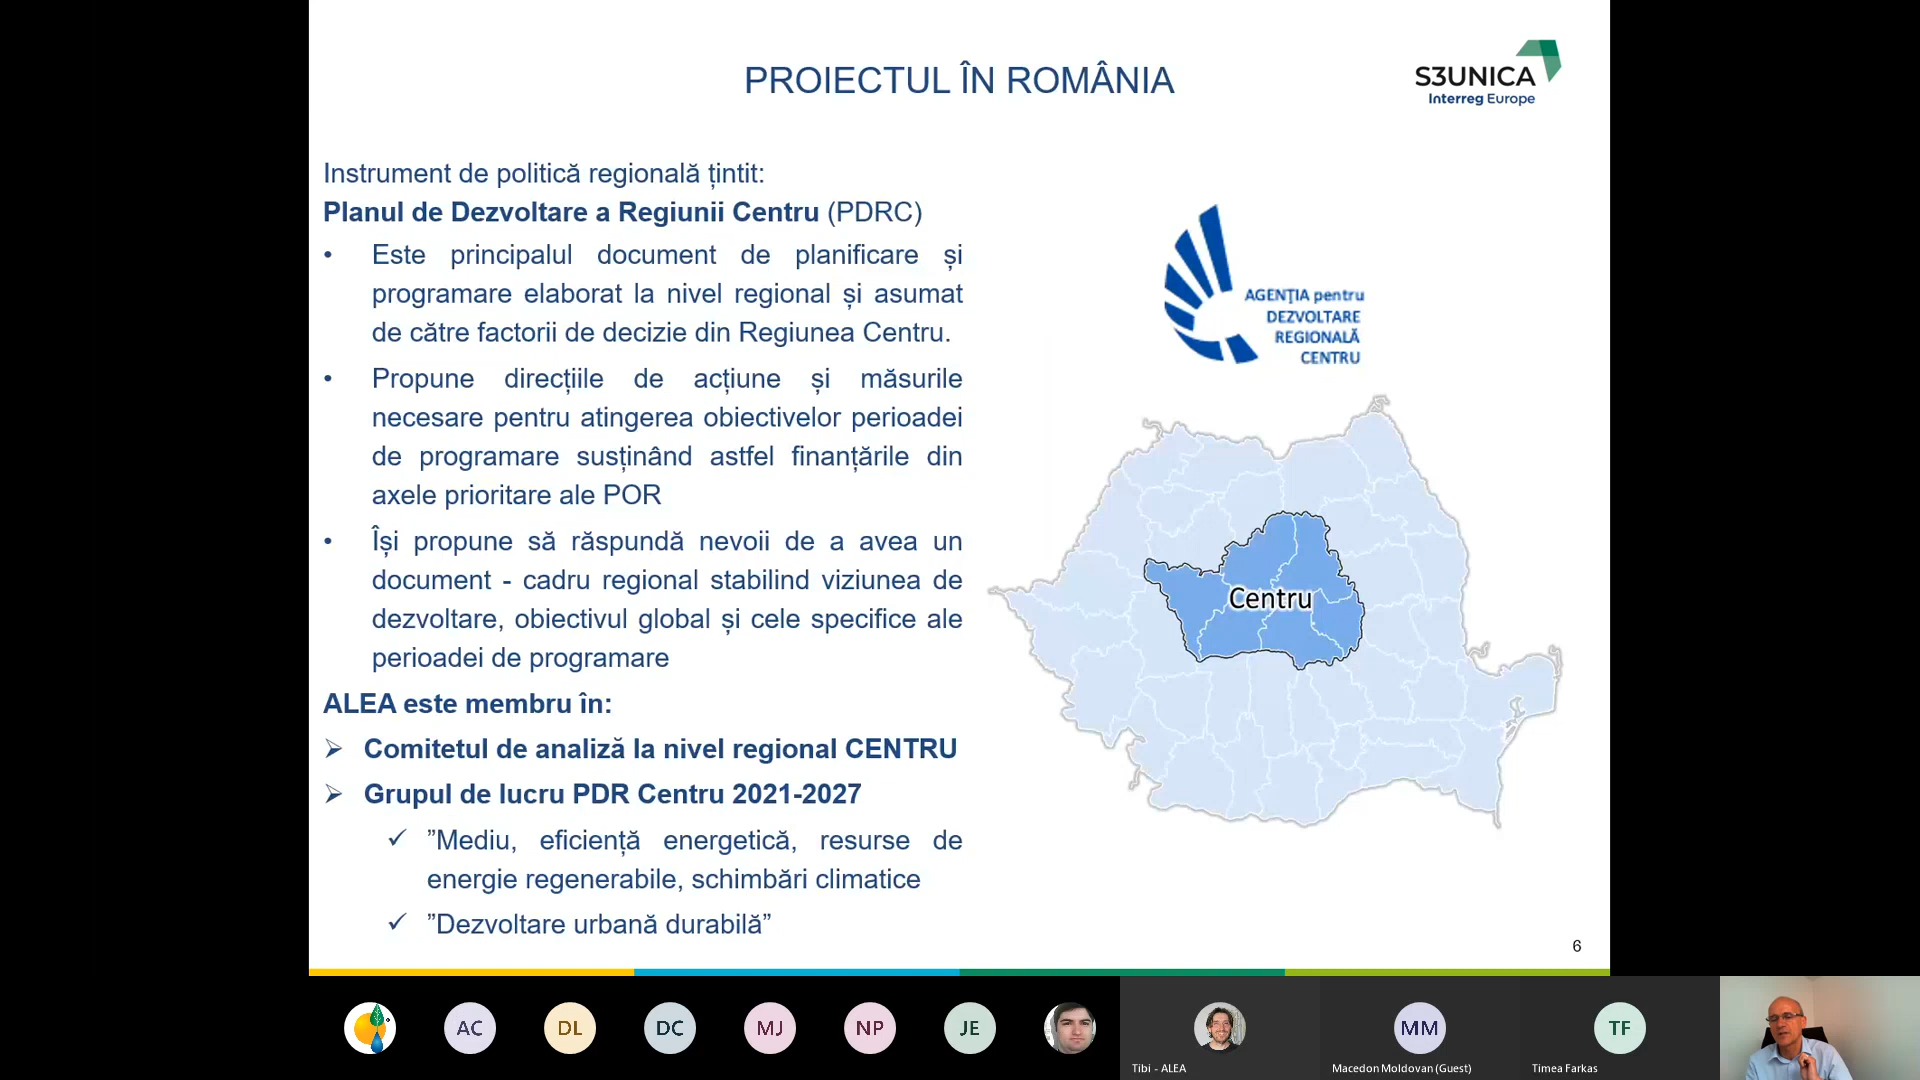 PROIECTUL ÎN ROMÂNIA
S3UNICA
Interreg Europe
Instrument de politică regională țintit:
Planul de Dezvoltare a Regiunii Centru (PDRC)
• Este principalul document de planificare și
programare elaborat la nivel regional și asumat
de către factorii de decizie din Regiunea Centru.
• Propune direcțiile de acțiune și măsurile
necesare pentru atingerea obiectivelor perioadei
de programare susținând astfel finanțările din
axele prioritare ale POR
• Își propune să răspundă nevoii de a avea un
document - cadru regional stabilind viziunea de
dezvoltare, obiectivul global și cele specifice ale
perioadei de programare
ALEA este membru în:
➢ Comitetul de analiză la nivel regional CENTRU
➢ Grupul de lucru PDR Centru 2021-2027
✓ ”Mediu, eficiență energetică, resurse de
energie regenerabile, schimbări climatice
✓ ”Dezvoltare urbană durabilă”
AGENŢIA pentru
DEZVOLTARE
REGIONALĂ
CENTRU
Centru
6
AC
DL
DC
MJ
NP
JE
Tibi - ALEA
MM
Macedon Moldovan (Guest)
TF
Timea Farkas